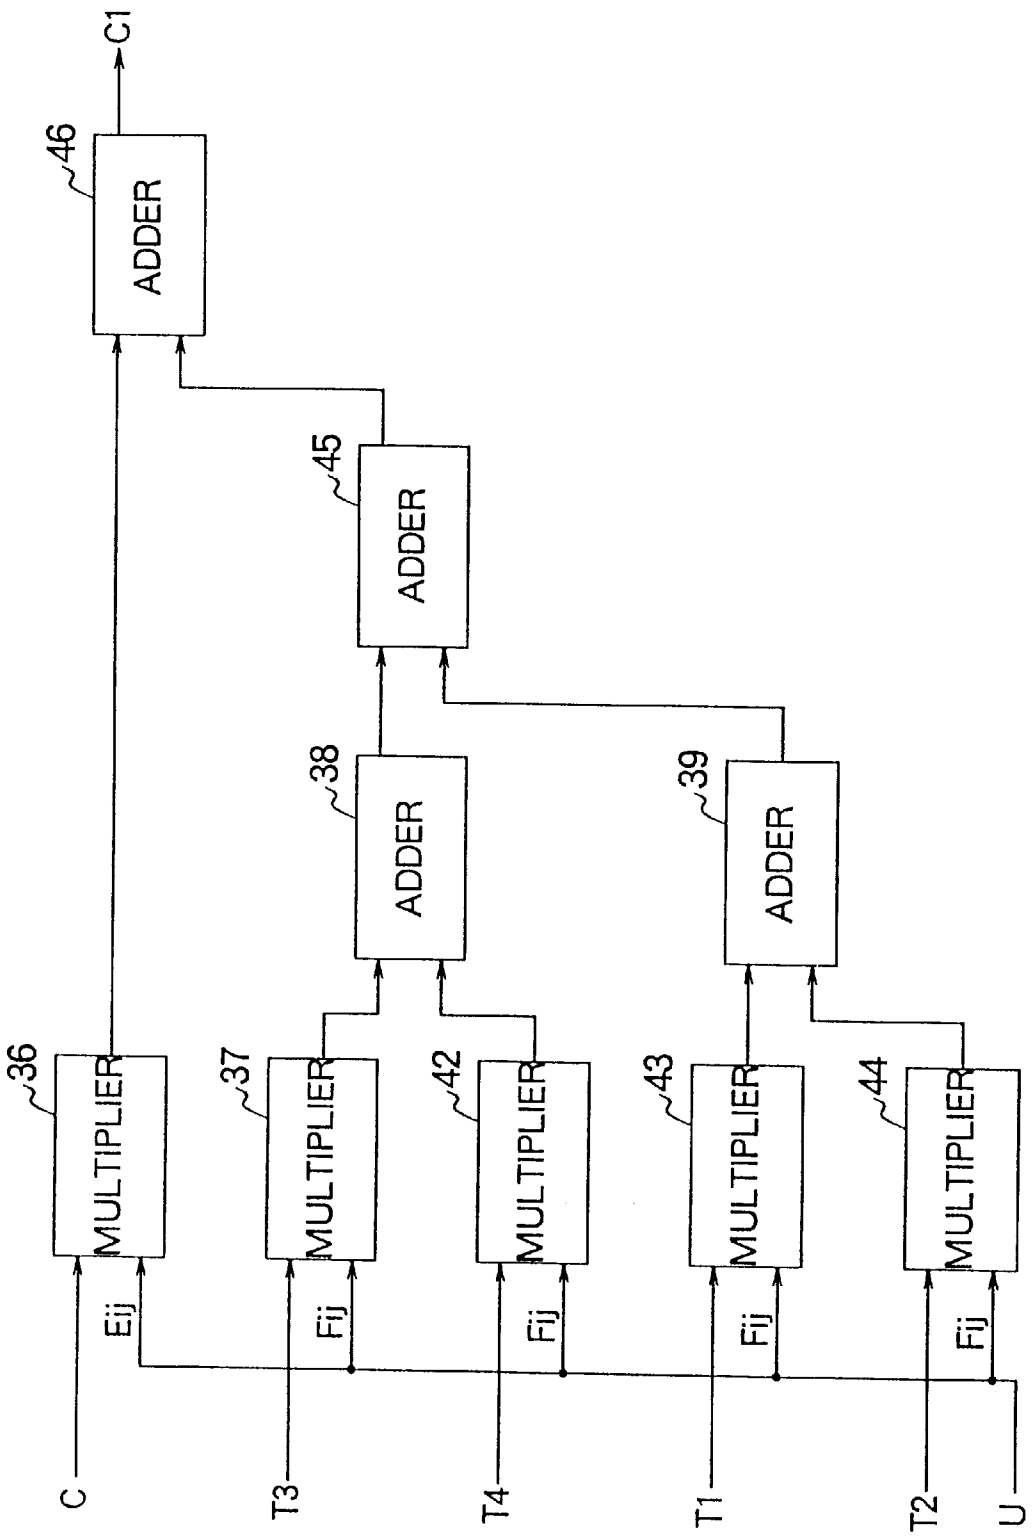 C
T3
T4
T1
T2
U
Eij
Fij
Fij
Fij
Fij
36
MULTIPLIER
37
MULTIPLIER
42
MULTIPLIER
43
MULTIPLIER
44
MULTIPLIER
38
ADDER
39
ADDER
45
ADDER
46
ADDER
C1